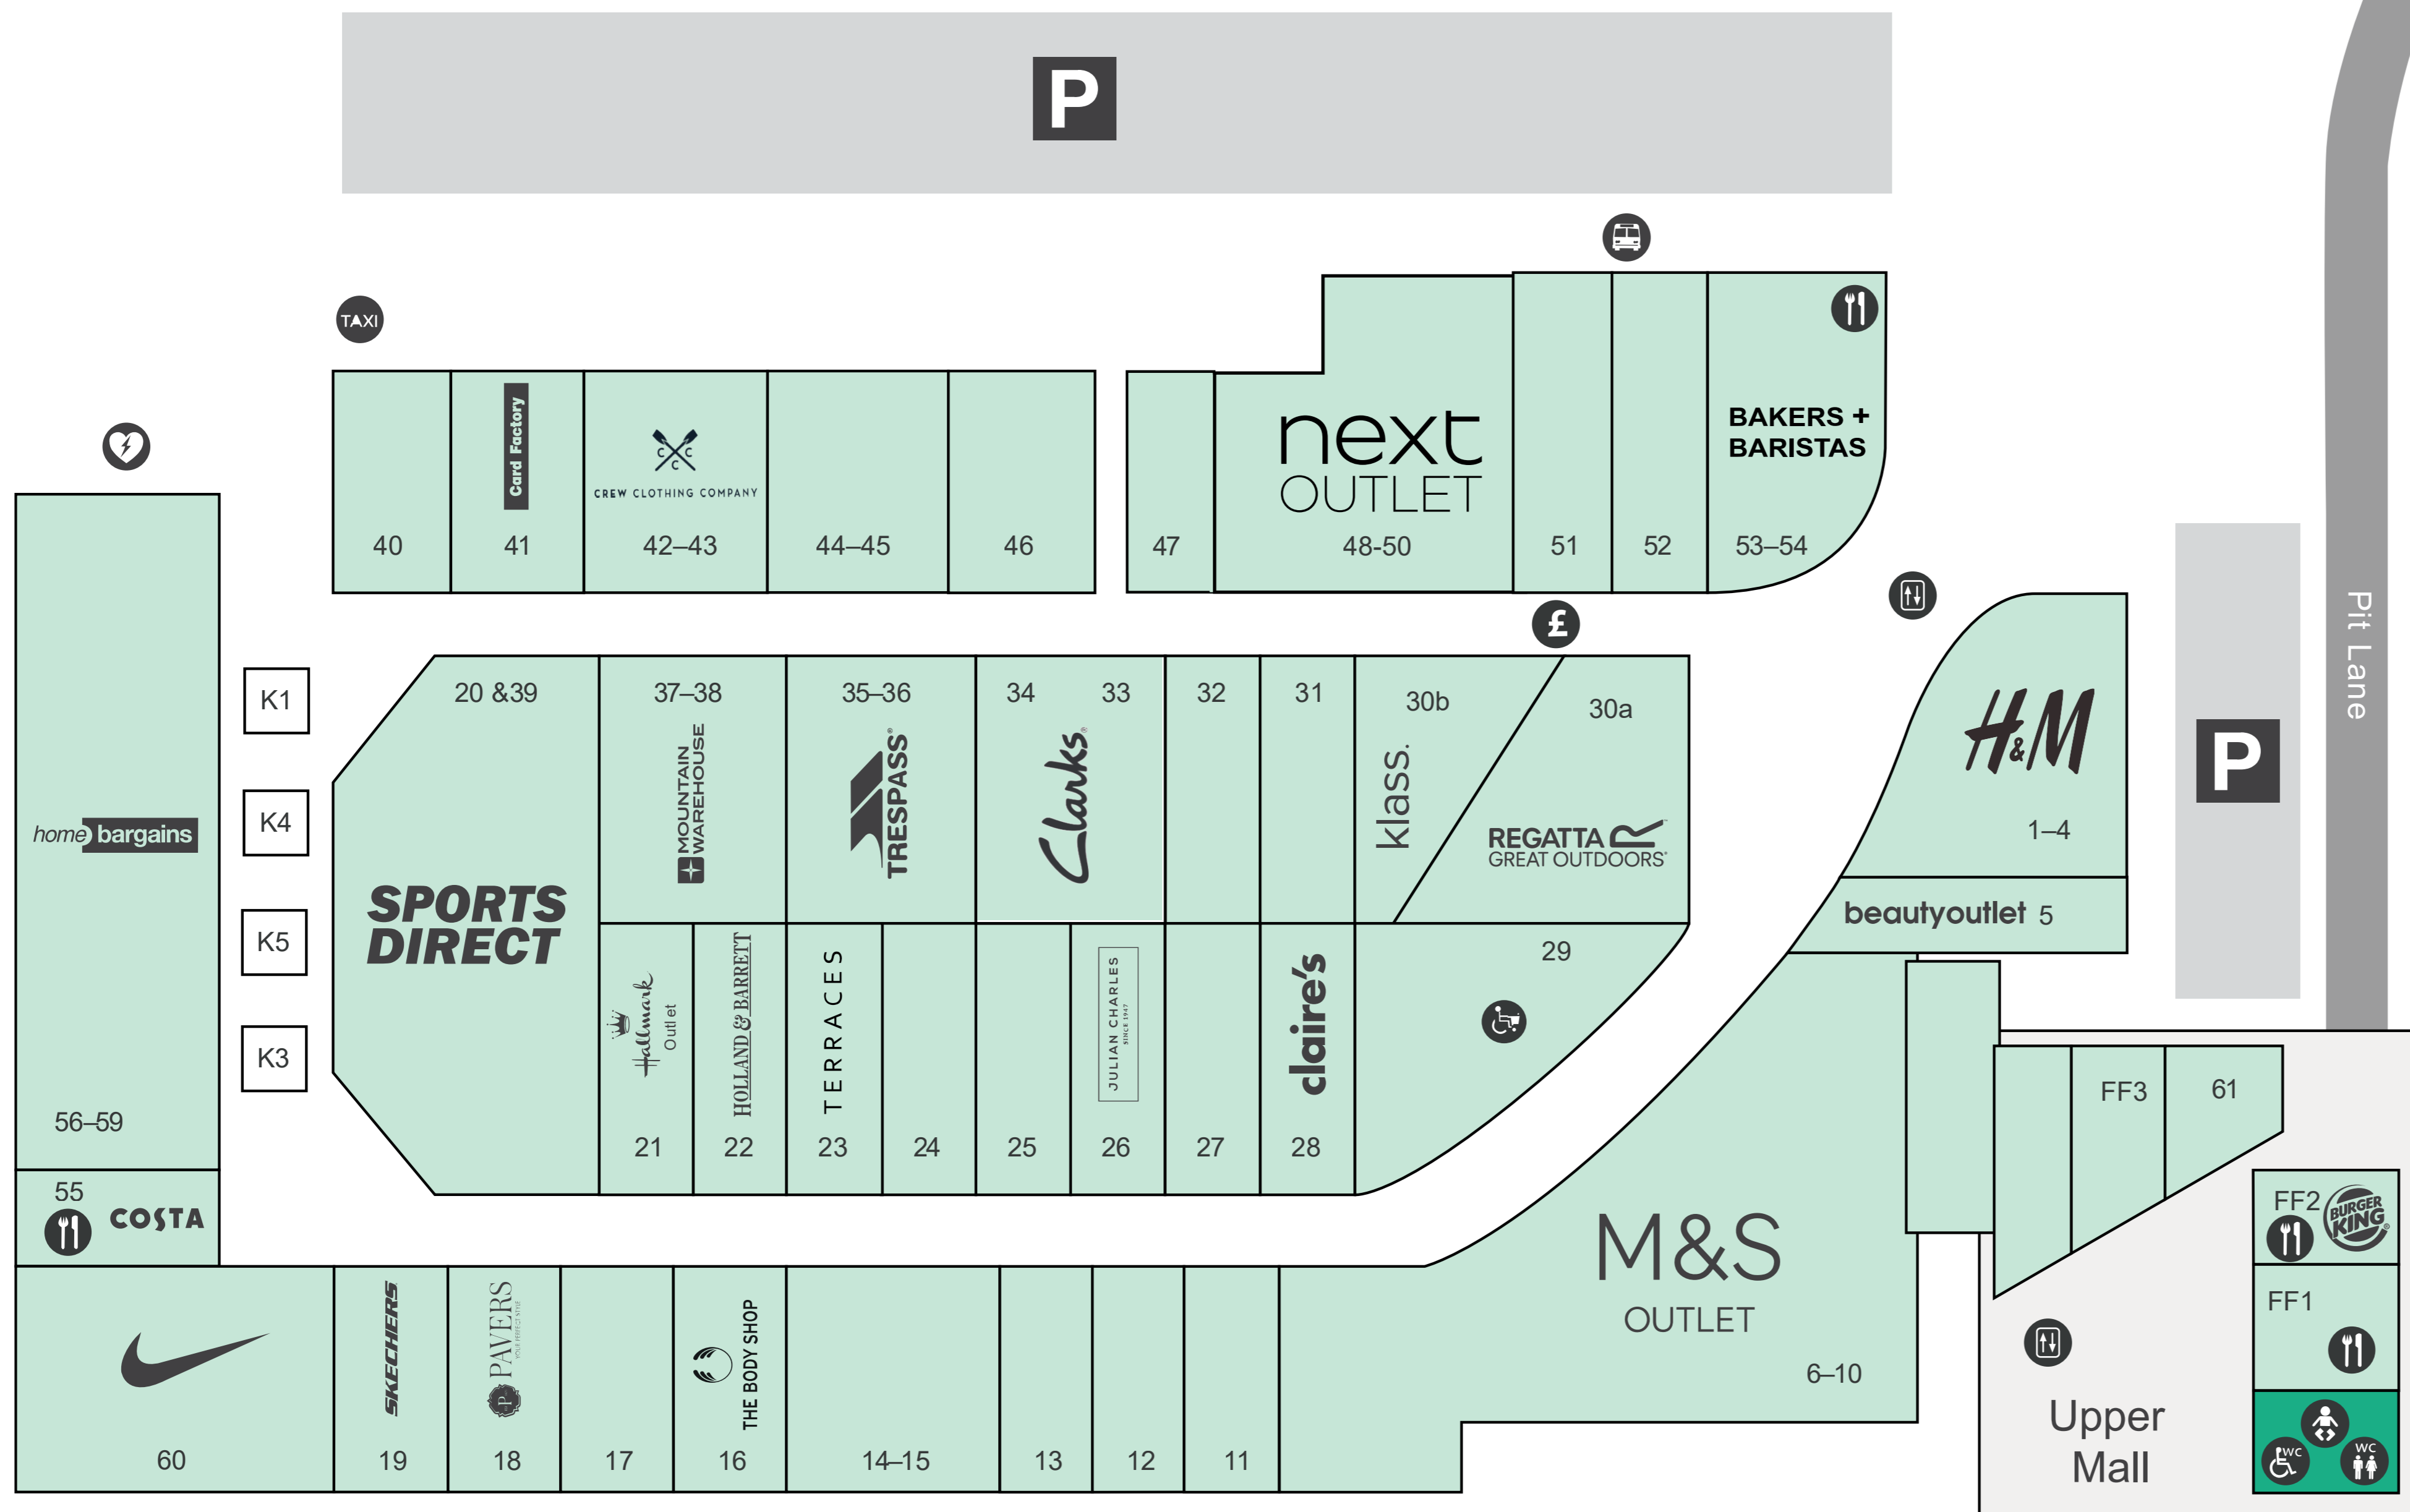 P
TAXI
40
Card Factory
41
C C C
CREW CLOTHING COMPANY
42–43
44–45
46
47
next
OUTLET
48-50
51
52
BAKERS +
BARISTAS
53–54
£
home bargains
56–59
K1
K4
K5
K3
20 &39
SPORTS
DIRECT
37–38
MOUNTAIN
WAREHOUSE
35–36
TRESPASS®
34
33
Clarks®
32
31
30b
klass.
30a
REGATTA
GREAT OUTDOORS
H&M
1–4
beautyoutlet 5
P
Pit Lane
Hallmark
Outlet
21
HOLLAND & BARRETT
22
TERRACES
23
24
25
JULIAN CHARLES
SINCE 1947
26
27
claire's
28
29
55
COSTA
60
SKECHERS
19
P
PAVERS
YOUR PERFECT STYLE
18
17
THE BODY SHOP
16
14–15
13
12
11
M&S
OUTLET
6–10
FF3
61
FF2
BURGER
KING®
FF1
Upper
Mall
WC
WC